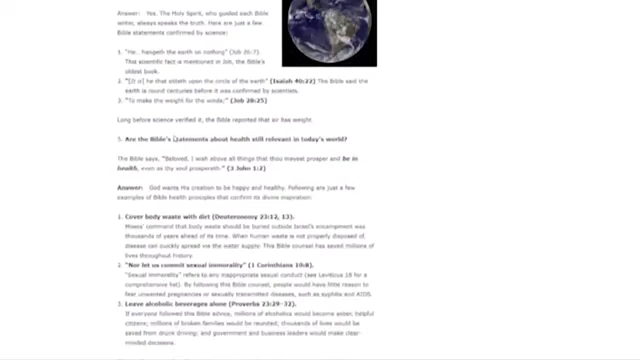 Answer:   Yes. The Holy Spirit, who guided each Bible
writer, always speaks the truth. Here are just a few
Bible statements confirmed by science:
1. "He... hangeth the earth on nothing" (Job 26:7).
This scientific fact is mentioned in Job, the Bible's
oldest book.
2. "[It is] he that sitteth upon the circle of the earth" (Isaiah 40:22) The Bible said the
earth is round centuries before it was confirmed by scientists.
3. "To make the weight for the winds;" (Job 28:25)
Long before science verified it, the Bible reported that air has weight.
5. Are the Bible's statements about health still relevant in today's world?
The Bible says, "Beloved, I wish above all things that thou mayest prosper and be in
health, even as thy soul prospereth." (3 John 1:2)
Answer:   God wants His creation to be happy and healthy. Following are just a few
examples of Bible health principles that confirm its divine inspiration:
1. Cover body waste with dirt (Deuteronomy 23:12, 13).
Moses' command that body waste should be buried outside Israel's encampment was
thousands of years ahead of its time. When human waste is not properly disposed of,
disease can quickly spread via the water supply. This Bible counsel has saved millions of
lives throughout history.
2. "Nor let us commit sexual immorality" (1 Corinthians 10:8).
"Sexual immorality" refers to any inappropriate sexual conduct (see Leviticus 18 for a
comprehensive list). By following this Bible counsel, people would have little reason to
fear unwanted pregnancies or sexually transmitted diseases, such as syphilis and AIDS.
3. Leave alcoholic beverages alone (Proverbs 23:29-32).
If everyone followed this Bible advice, millions of alcoholics would become sober, helpful
citizens; millions of broken families would be reunited; thousands of lives would be
saved from drunk driving; and government and business leaders would make clear-
minded decisions.